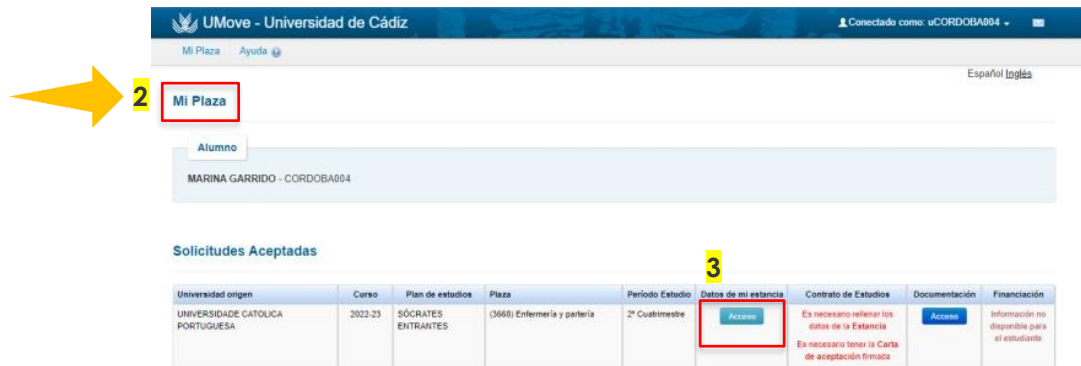 UMove - Universidad de Cádiz
Conectado como: uCORDOBA004
Mi Plaza Ayuda
Español Inglés
2
Mi Plaza
Alumno
MARINA GARRIDO - CORDOBA004
Solicitudes Aceptadas
3
Universidad origen Curso Plan de estudios Plaza Período Estudio Datos de mi estancia Contrato de Estudios Documentación Financiación
UNIVERSIDADE CATOLICA PORTUGUESA
2022-23
SÓCRATES ENTRANTES
(3668) Enfermería y partería
2º Cuatrimestre
Acceso
Es necesario rellenar los datos de la Estancia
Es necesario tener la Carta de aceptación firmada
Acceso
Información no disponible para el estudiante